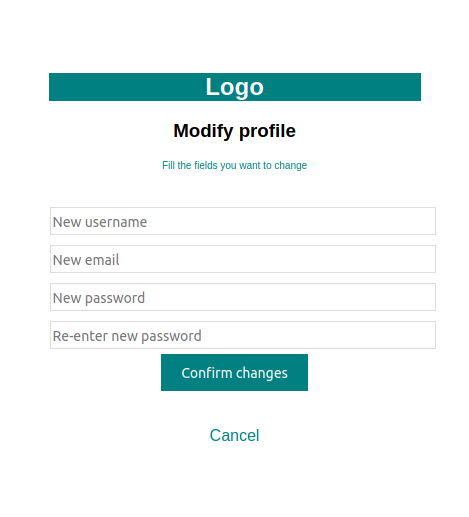 Logo
Modify profile
Fill the fields you want to change
New username
New email
New password
Re-enter new password
Confirm changes
Cancel